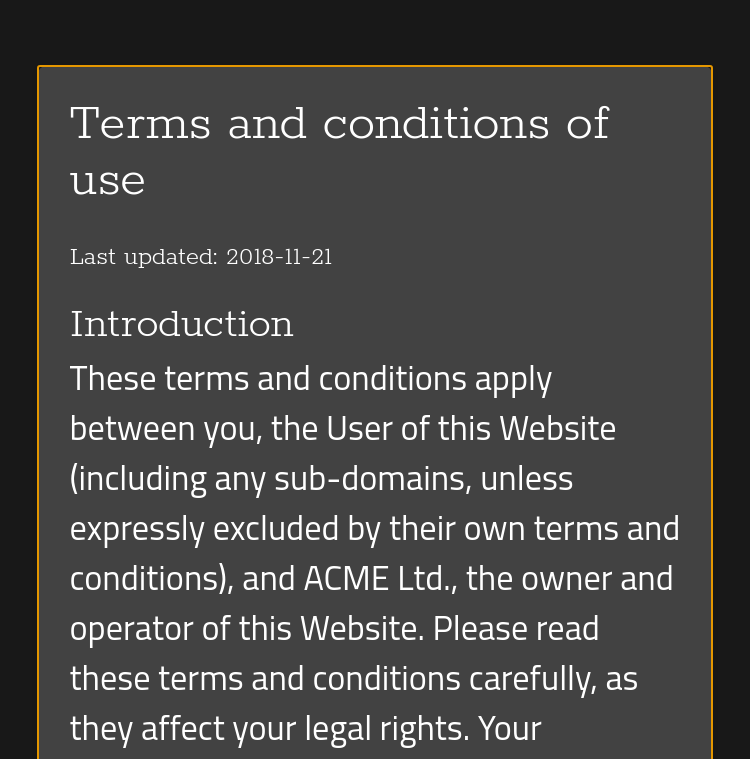 Terms and conditions of
use
Last updated: 2018-11-21
Introduction
These terms and conditions apply
between you, the User of this Website
(including any sub-domains, unless
expressly excluded by their own terms and
conditions), and ACME Ltd., the owner and
operator of this Website. Please read
these terms and conditions carefully, as
they affect your legal rights. Your